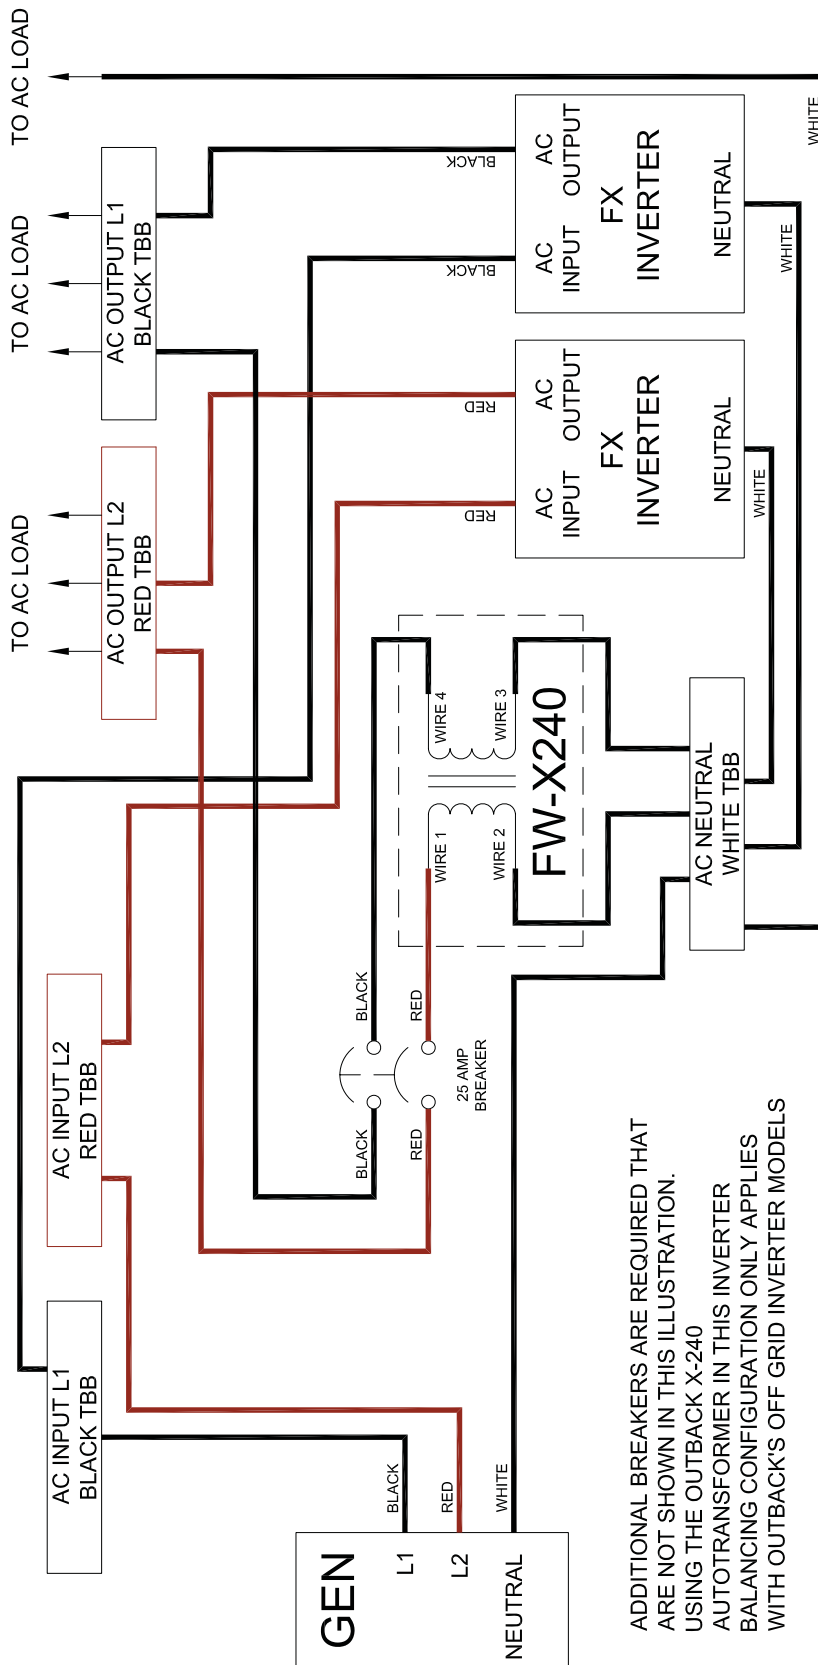 GEN
L1
L2
NEUTRAL
BLACK
RED
WHITE
AC INPUT L1
BLACK TBB
AC INPUT L2
RED TBB
BLACK
RED
25 AMP
BREAKER
BLACK
RED
WIRE 1
WIRE 2
WIRE 4
WIRE 3
FW-X240
AC NEUTRAL
WHITE TBB
AC OUTPUT L2
RED TBB
TO AC LOAD
AC OUTPUT L1
BLACK TBB
TO AC LOAD
TO AC LOAD
RED
RED
AC
INPUT
AC
OUTPUT
FX
INVERTER
NEUTRAL
WHITE
BLACK
BLACK
AC
INPUT
AC
OUTPUT
FX
INVERTER
NEUTRAL
WHITE
WHITE
ADDITIONAL BREAKERS ARE REQUIRED THAT
ARE NOT SHOWN IN THIS ILLUSTRATION.
USING THE OUTBACK X-240
AUTOTRANSFORMER IN THIS INVERTER
BALANCING CONFIGURATION ONLY APPLIES
WITH OUTBACK'S OFF GRID INVERTER MODELS